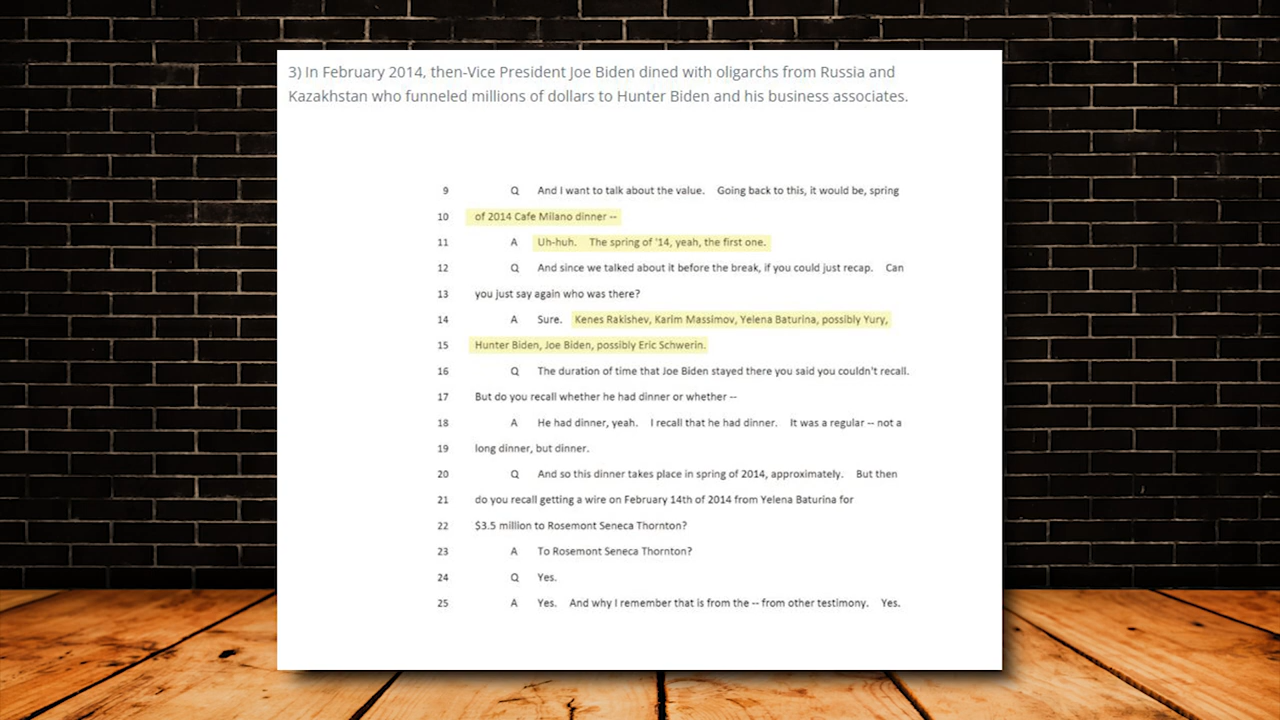 3) In February 2014, then-Vice President Joe Biden dined with oligarchs from Russia and
Kazakhstan who funneled millions of dollars to Hunter Biden and his business associates.
9 Q And I want to talk about the value. Going back to this, it would be, spring
10 of 2014 Cafe Milano dinner --
11 A Uh-huh. The spring of '14, yeah, the first one.
12 Q And since we talked about it before the break, if you could just recap. Can
13 you just say again who was there?
14 A Sure. Kenes Rakishev, Karim Massimov, Yelena Baturina, possibly Yury,
15 Hunter Biden, Joe Biden, possibly Eric Schwerin.
16 Q The duration of time that Joe Biden stayed there you said you couldn't recall.
17 But do you recall whether he had dinner or whether --
18 A He had dinner, yeah. I recall that he had dinner. It was a regular -- not a
19 long dinner, but dinner.
20 Q And so this dinner takes place in spring of 2014, approximately. But then
21 do you recall getting a wire on February 14th of 2014 from Yelena Baturina for
22 $3.5 million to Rosemont Seneca Thornton?
23 A To Rosemont Seneca Thornton?
24 Q Yes.
25 A Yes. And why I remember that is from the -- from other testimony. Yes.